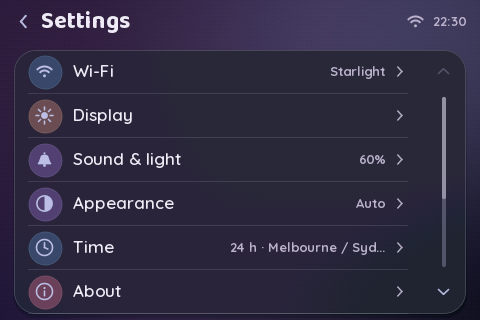 Settings
22:30
Wi-Fi
Starlight
Display
Sound & light
60%
Appearance
Auto
Time
24 h · Melbourne / Syd...
About